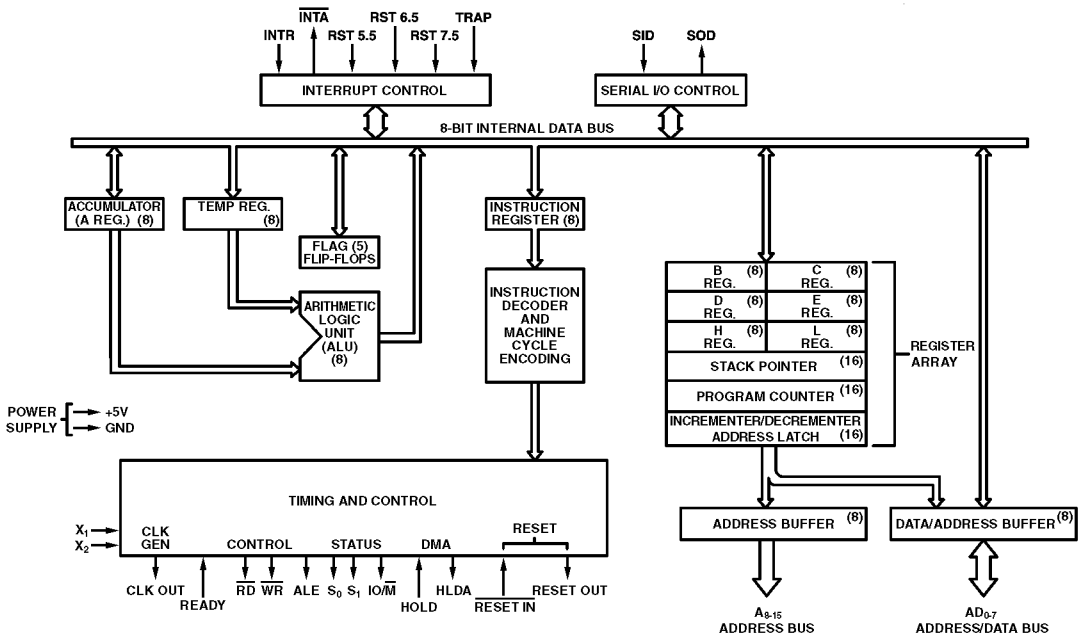 INTR
INTA
RST 5.5
RST 6.5
RST 7.5
TRAP
SID
SOD
INTERRUPT CONTROL
SERIAL I/O CONTROL
8-BIT INTERNAL DATA BUS
ACCUMULATOR
(A REG.) (8)
TEMP REG.
(8)
FLAG (5)
FLIP-FLOPS
INSTRUCTION
REGISTER (8)
ARITHMETIC
LOGIC
UNIT
(ALU)
(8)
INSTRUCTION
DECODER
AND
MACHINE
CYCLE
ENCODING
B (8)
REG.
C (8)
REG.
D (8)
REG.
E (8)
REG.
H (8)
REG.
L (8)
REG.
STACK POINTER (16)
PROGRAM COUNTER (16)
INCREMENTER/DECREMENTER
ADDRESS LATCH (16)
REGISTER
ARRAY
POWER
SUPPLY
+5V
GND
TIMING AND CONTROL
X₁
X₂
CLK
GEN
CONTROL
STATUS
DMA
RESET
CLK OUT
READY
RD
WR
ALE
S₀
S₁
IO/M
HOLD
HLDA
RESET IN
RESET OUT
ADDRESS BUFFER (8)
DATA/ADDRESS BUFFER (8)
A₈₋₁₅
ADDRESS BUS
AD₀₋₇
ADDRESS/DATA BUS